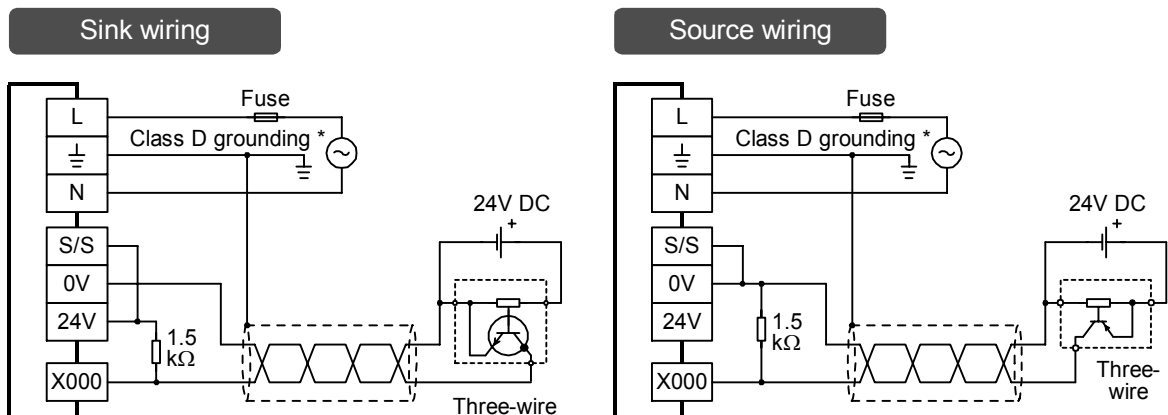 Sink wiring
L
Fuse
Class D grounding *
N
24V DC
+
S/S
0V
24V
1.5
kΩ
X000
Three-wire
Source wiring
L
Fuse
Class D grounding *
N
24V DC
+
S/S
0V
24V
1.5
kΩ
X000
Three-
wire